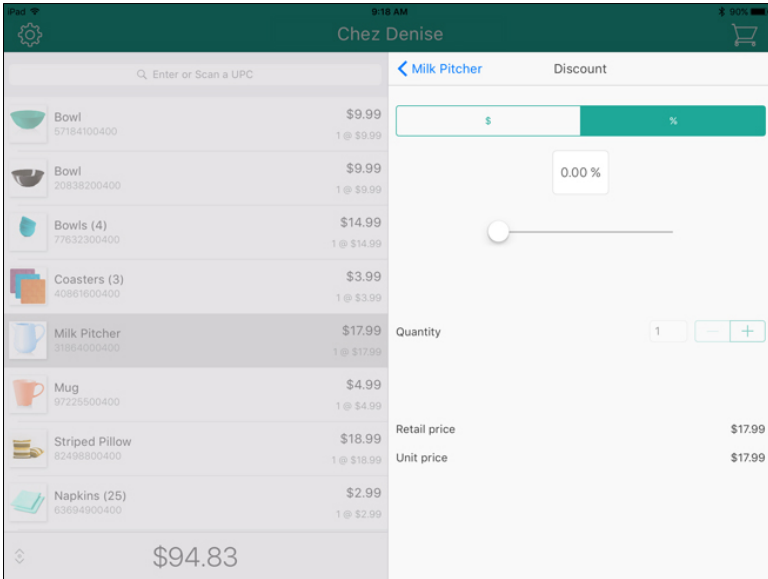 iPad 9:18 AM 90%
Chez Denise
Enter or Scan a UPC
Bowl $9.99
57184100400 1 @ $9.99
Bowl $9.99
20838200400 1 @ $9.99
Bowls (4) $14.99
77632300400 1 @ $14.99
Coasters (3) $3.99
40861600400 1 @ $3.99
Milk Pitcher $17.99
31864000400 1 @ $17.99
Mug $4.99
97225500400 1 @ $4.99
Striped Pillow $18.99
82498800400 1 @ $18.99
Napkins (25) $2.99
63694900400 1 @ $2.99
$94.83
Milk Pitcher Discount
$ %
0.00 %
Quantity 1 − +
Retail price $17.99
Unit price $17.99